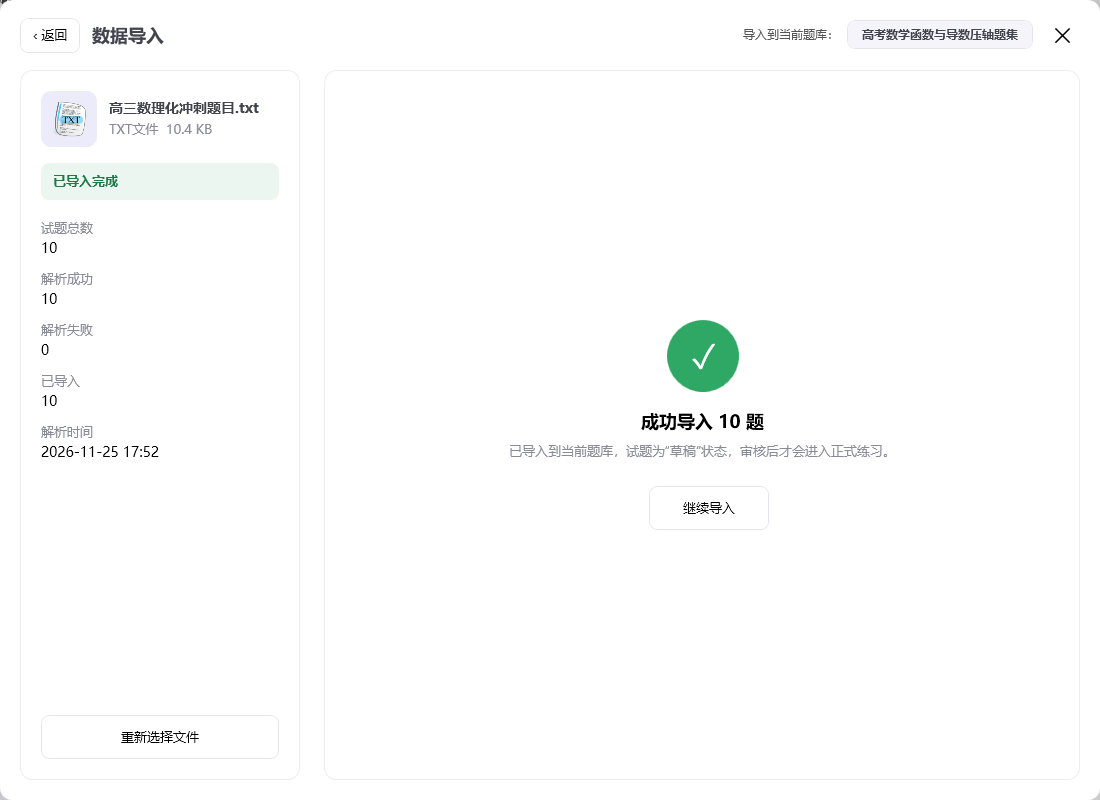 ‹ 返回
数据导入
导入到当前题库：
高考数学函数与导数压轴题集
TXT
高三数理化冲刺题目.txt
TXT文件 10.4 KB
已导入完成
试题总数
10
解析成功
10
解析失败
0
已导入
10
解析时间
2026-11-25 17:52
重新选择文件
成功导入 10 题
已导入到当前题库，试题为“草稿”状态，审核后才会进入正式练习。
继续导入